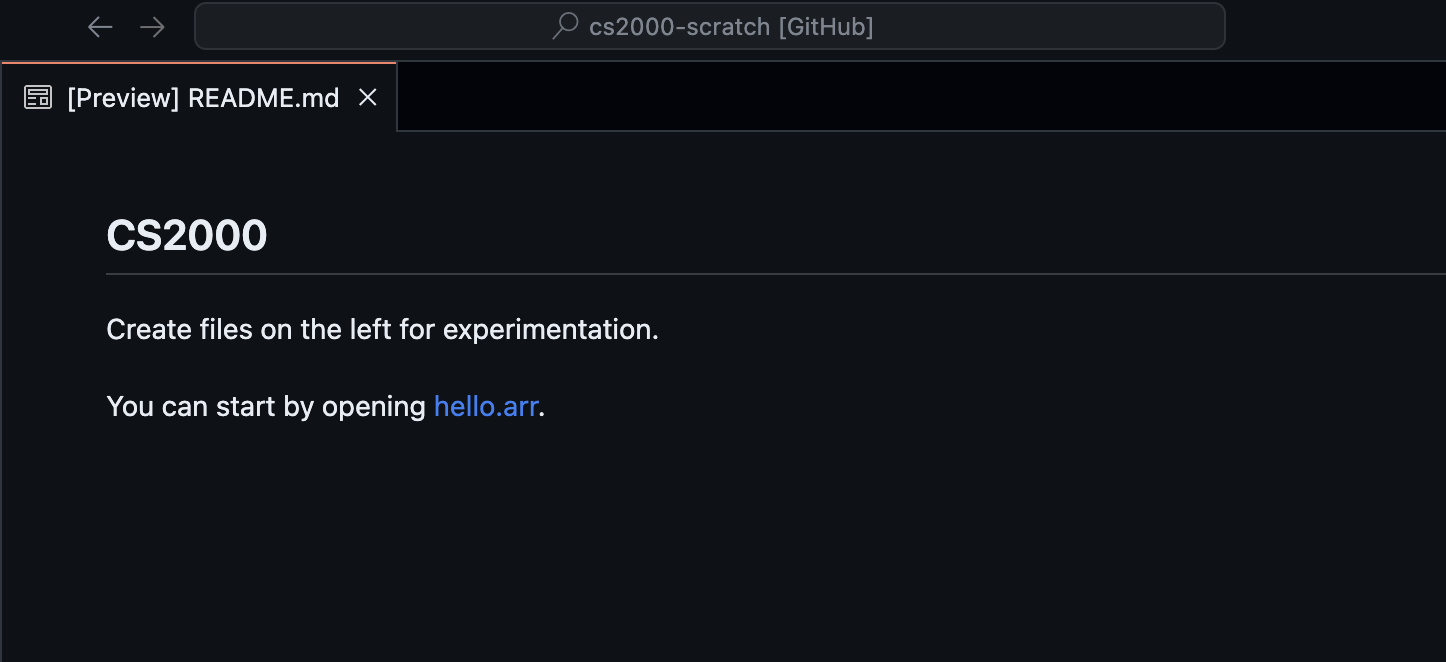 cs2000-scratch [GitHub]
[Preview] README.md
CS2000
Create files on the left for experimentation.
You can start by opening hello.arr.